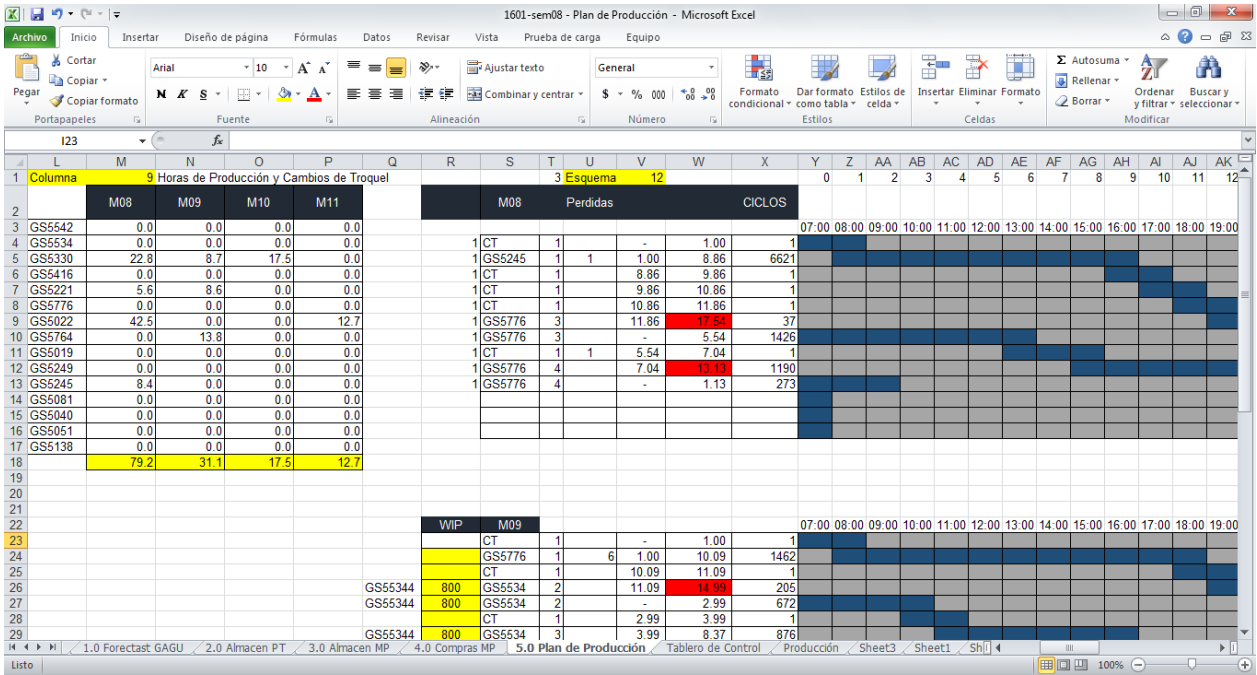 1601-sem08 - Plan de Producción - Microsoft Excel
Archivo Inicio Insertar Diseño de página Fórmulas Datos Revisar Vista Prueba de carga Equipo
Pegar Cortar Copiar Copiar formato Portapapeles
Arial 10 N K S Fuente
Ajustar texto Combinar y centrar Alineación
General $ % 000 Número
Formato condicional Dar formato como tabla Estilos de celda Estilos
Insertar Eliminar Formato Celdas
Σ Autosuma Rellenar Borrar Ordenar y filtrar Buscar y seleccionar Modificar
I23 fx
L M N O P Q R S T U V W X Y Z AA AB AC AD AE AF AG AH AI AJ AK
1 Columna 9 Horas de Producción y Cambios de Troquel 3 Esquema 12 0 1 2 3 4 5 6 7 8 9 10 11 12
2 M08 M09 M10 M11 M08 Perdidas CICLOS
3 GS5542 0.0 0.0 0.0 0.0 07:00 08:00 09:00 10:00 11:00 12:00 13:00 14:00 15:00 16:00 17:00 18:00 19:00
4 GS5534 0.0 0.0 0.0 0.0 1 CT 1 - 1.00 1
5 GS5330 22.8 8.7 17.5 0.0 1 GS5245 1 1 1.00 8.86 6621
6 GS5416 0.0 0.0 0.0 0.0 1 CT 1 8.86 9.86 1
7 GS5221 5.6 8.6 0.0 0.0 1 CT 1 9.86 10.86 1
8 GS5776 0.0 0.0 0.0 0.0 1 CT 1 10.86 11.86 1
9 GS5022 42.5 0.0 0.0 12.7 1 GS5776 3 11.86 17.54 37
10 GS5764 0.0 13.8 0.0 0.0 1 GS5776 3 - 5.54 1426
11 GS5019 0.0 0.0 0.0 0.0 1 CT 1 1 5.54 7.04 1
12 GS5249 0.0 0.0 0.0 0.0 1 GS5776 4 7.04 13.13 1190
13 GS5245 8.4 0.0 0.0 0.0 1 GS5776 4 - 1.13 273
14 GS5081 0.0 0.0 0.0 0.0
15 GS5040 0.0 0.0 0.0 0.0
16 GS5051 0.0 0.0 0.0 0.0
17 GS5138 0.0 0.0 0.0 0.0
18 79.2 31.1 17.5 12.7
19
20
21
22 WIP M09 07:00 08:00 09:00 10:00 11:00 12:00 13:00 14:00 15:00 16:00 17:00 18:00 19:00
23 CT 1 - 1.00 1
24 GS5776 1 6 1.00 10.09 1462
25 CT 1 10.09 11.09 1
26 GS55344 800 GS5534 2 11.09 14.99 205
27 GS55344 800 GS5534 2 - 2.99 672
28 CT 1 2.99 3.99 1
29 GS55344 800 GS5534 3 3.99 8.37 876
1.0 Forectast GAGU 2.0 Almacen PT 3.0 Almacen MP 4.0 Compras MP 5.0 Plan de Producción Tablero de Control Producción Sheet3 Sheet1 Sh
Listo 100%